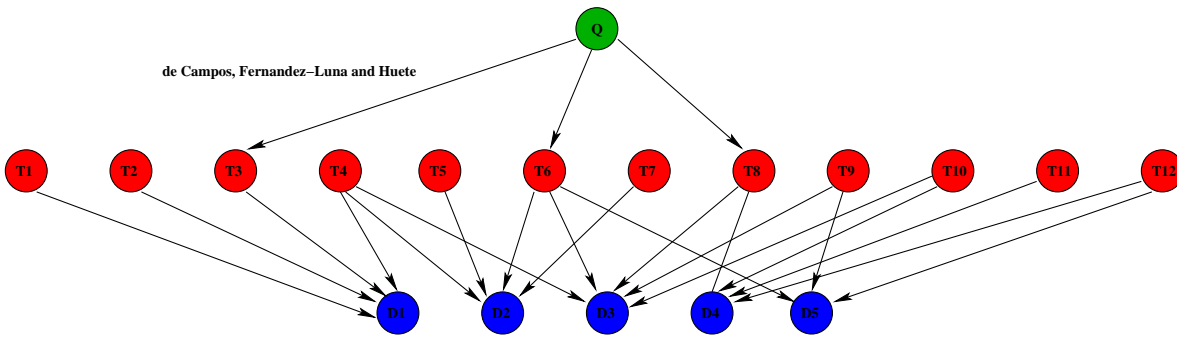 Q
de Campos, Fernandez−Luna and Huete
T1 T2 T3 T4 T5 T6 T7 T8 T9 T10 T11 T12
D1 D2 D3 D4 D5